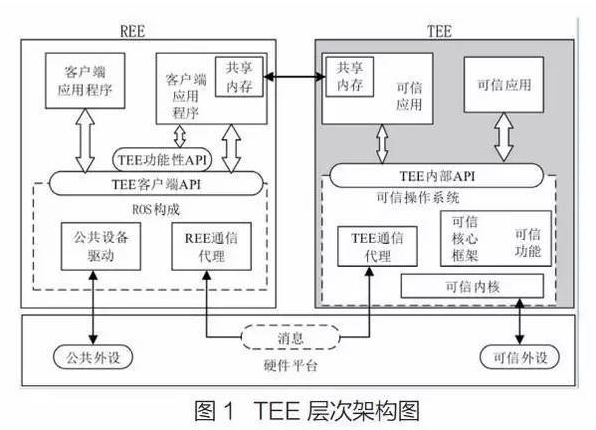 REE
TEE
客户端
应用程序
客户端
应用
程序
共享
内存
共享
内存
可信
应用
可信应用
TEE功能性API
TEE客户端API
TEE内部API
ROS构成
可信操作系统
公共设备
驱动
REE通信
代理
TEE通信
代理
可信
核心
框架
可信
功能
可信内核
消息
公共外设
硬件平台
可信外设
图 1 TEE 层次架构图